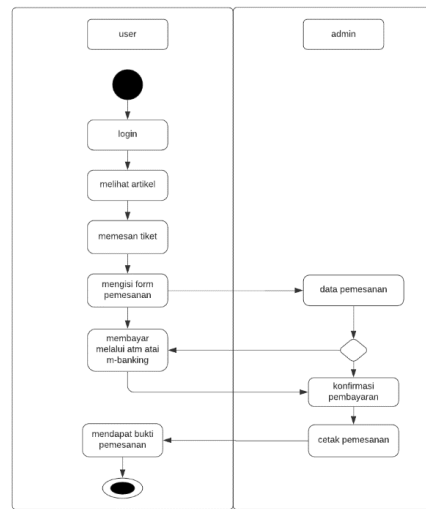 user
admin
login
melihat artikel
memesan tiket
mengisi form
pemesanan
data pemesanan
membayar
melalui atm atai
m-banking
konfirmasi
pembayaran
mendapat bukti
pemesanan
cetak pemesanan